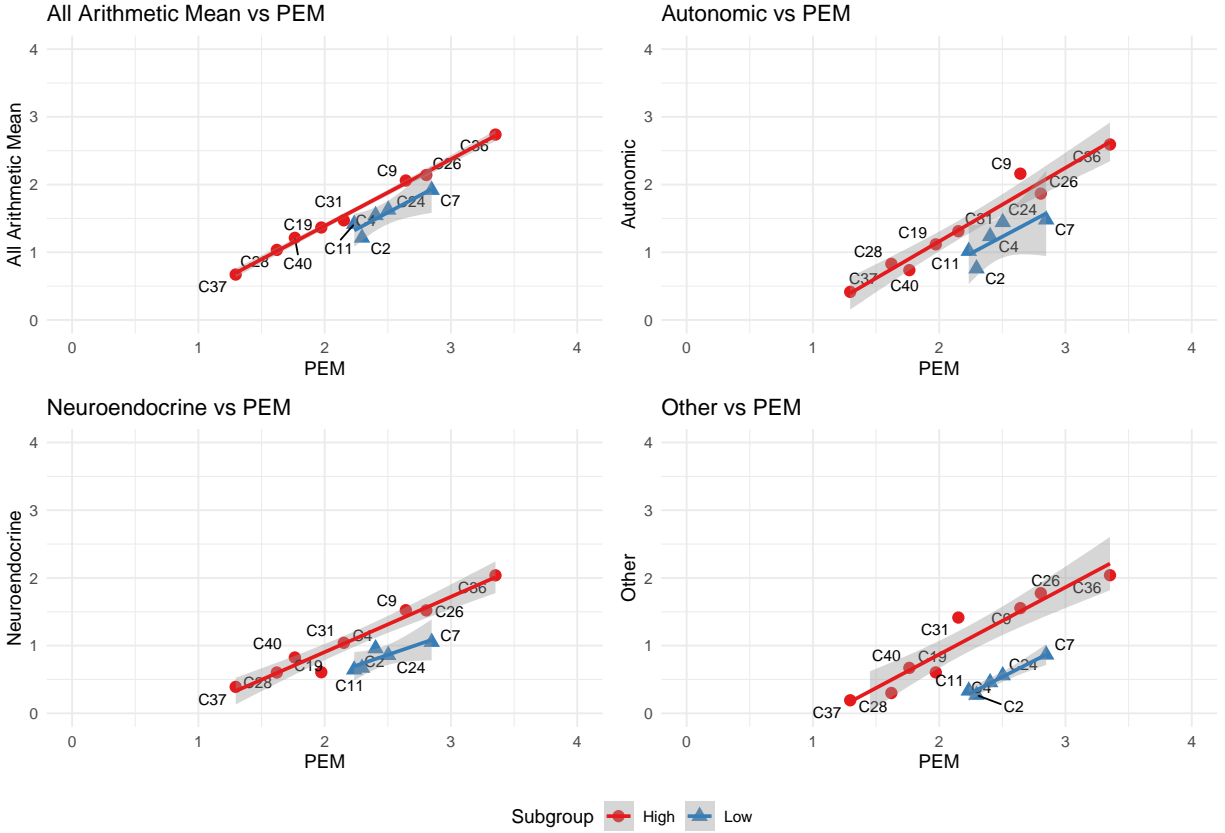 All Arithmetic Mean vs PEM
All Arithmetic Mean
4
3
2
1
0
C36
C26
C9
C31
C24
C7
C19
C4
C11
C2
C28
C40
C37
0 1 2 3 4
PEM
Autonomic vs PEM
Autonomic
4
3
2
1
0
C9
C36
C26
C24
C31
C19
C7
C28
C4
C11
C2
C37
C40
0 1 2 3 4
PEM
Neuroendocrine vs PEM
Neuroendocrine
4
3
2
1
0
C36
C9
C26
C31
C4
C7
C40
C19
C2
C24
C28
C11
C37
0 1 2 3 4
PEM
Other vs PEM
Other
4
3
2
1
0
C26
C36
C9
C31
C7
C40
C19
C24
C11
C4
C28
C2
C37
0 1 2 3 4
PEM
Subgroup High Low